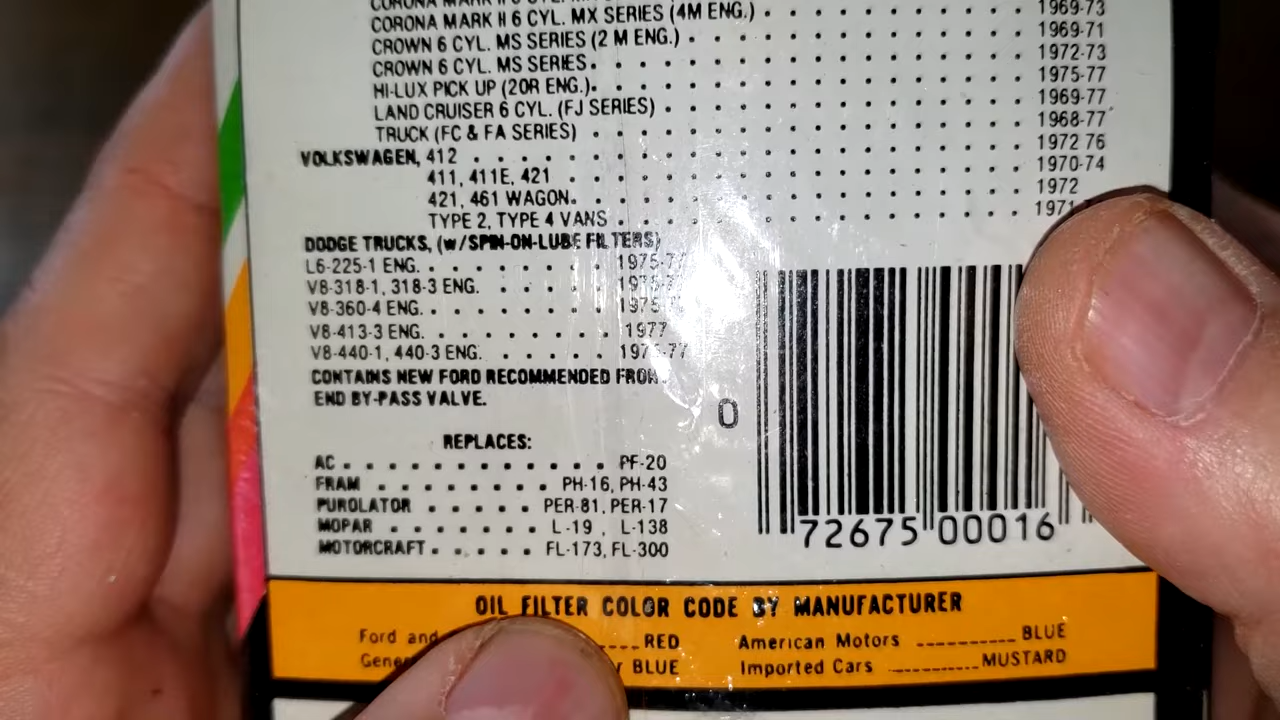 CORONA MARK II 6 CYL. MX SERIES (4M ENG.) . . . . . . . . . . . . 1969-73
CROWN 6 CYL. MS SERIES (2 M ENG.) . . . . . . . . . . . . . . 1969-71
CROWN 6 CYL. MS SERIES. . . . . . . . . . . . . . . . . . 1972-73
HI-LUX PICK UP (20R ENG.). . . . . . . . . . . . . . . . . . 1975-77
LAND CRUISER 6 CYL. (FJ SERIES) . . . . . . . . . . . . . . . 1969-77
TRUCK (FC & FA SERIES) . . . . . . . . . . . . . . . . . . 1968-77
VOLKSWAGEN, 412 . . . . . . . . . . . . . . . . . . . . . . . 1972 76
411, 411E, 421 . . . . . . . . . . . . . . . . . . . 1970-74
421, 461 WAGON. . . . . . . . . . . . . . . . . . . 1972
TYPE 2, TYPE 4 VANS . . . . . . . . . . . . . . . . . 1971
DODGE TRUCKS, (w/SPIN-ON-LUBE FILTERS)
L6-225-1 ENG. . . . . . . . .
V8-318-1, 318-3 ENG. . . . . .
V8-360-4 ENG. . . . . . . . .
V8-413-3 ENG. . . . . . . . . 1977
V8-440-1, 440-3 ENG. . . . . .
CONTAINS NEW FORD RECOMMENDED
END BY-PASS VALVE.
REPLACES:
AC . . . . . . . . . . . . . PF-20
FRAM . . . . . . . . PH-16, PH-43
PUROLATOR . . . . . PER-81, PER-17
MOPAR . . . . . . . L-19 , L-138
MOTORCRAFT . . . . . FL-173, FL-300
0 72675 00016
OIL FILTER COLOR CODE BY MANUFACTURER
Ford and RED American Motors BLUE
BLUE Imported Cars MUSTARD